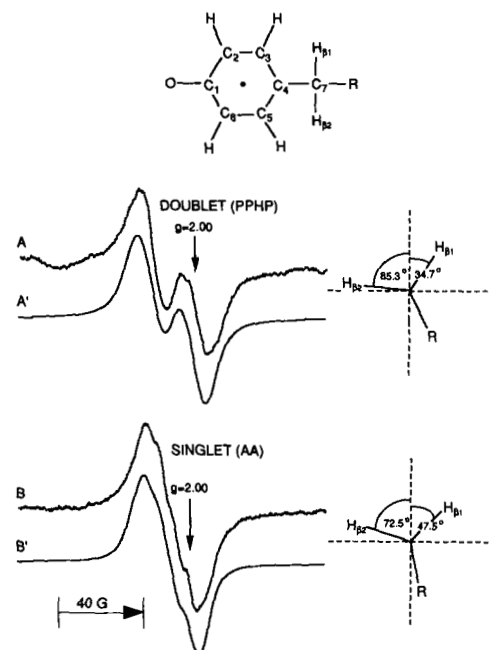 H H
C₂ C₃ Hβ1
O C₁ C₄ C₇ R
C₆ C₅ Hβ2
H H
DOUBLET (PPHP)
g=2.00
A
A'
Hβ1
85.3° 34.7°
Hβ2
R
SINGLET (AA)
g=2.00
B
B'
Hβ1
72.5° 47.5°
Hβ2
R
40 G